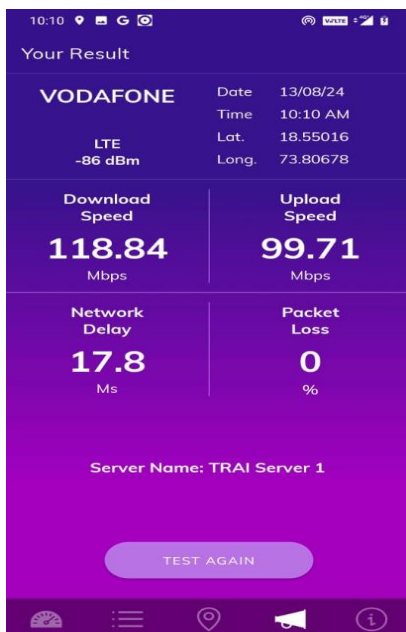 10:10 G VoLTE
Your Result
VODAFONE
LTE
-86 dBm
Date 13/08/24
Time 10:10 AM
Lat. 18.55016
Long. 73.80678
Download
Speed
118.84
Mbps
Upload
Speed
99.71
Mbps
Network
Delay
17.8
Ms
Packet
Loss
0
%
Server Name: TRAI Server 1
TEST AGAIN